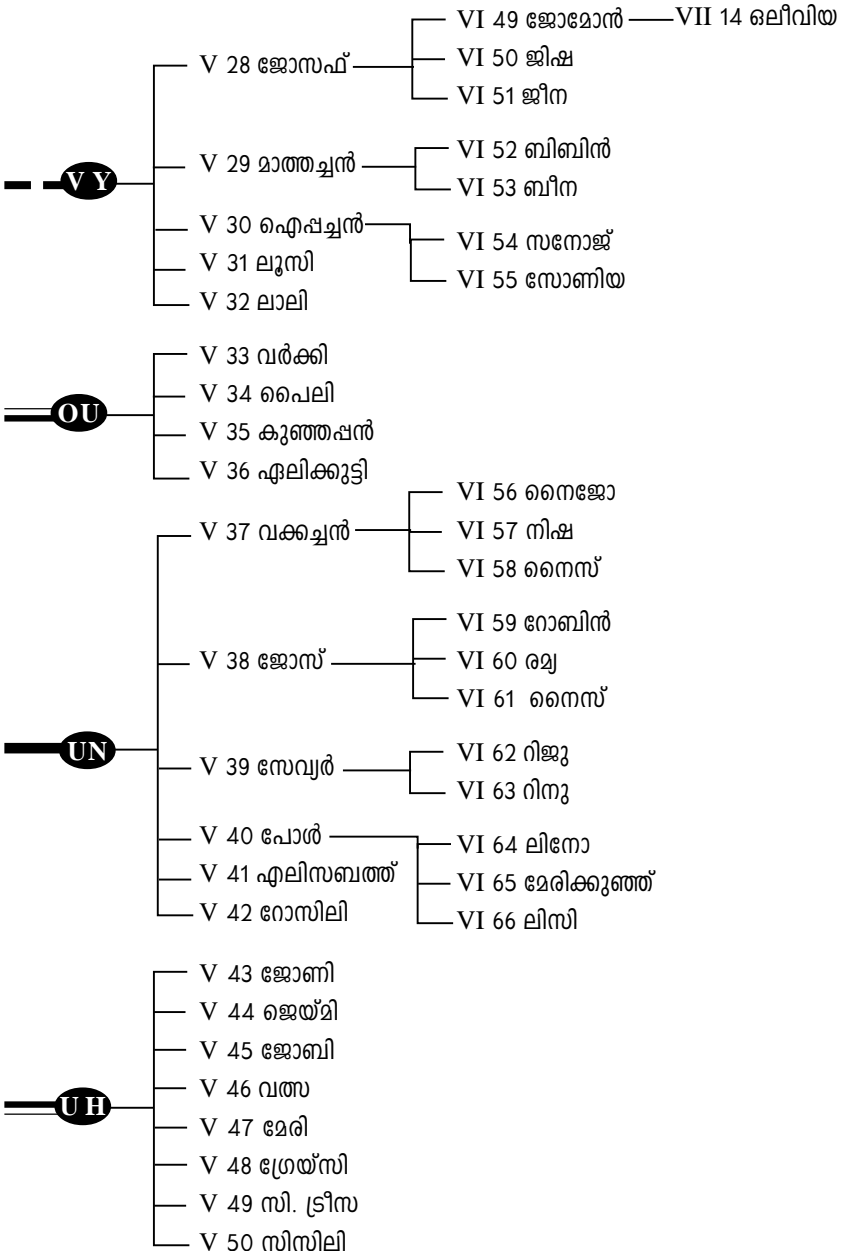 VI 49 ജോമോൻ
VII 14 ഒലീവിയ
V 28 ജോസഫ്
VI 50 ജിഷ
VI 51 ജീന
VI 52 ബിബിൻ
V 29 മാത്തച്ചൻ
V Y
VI 53 ബീന
V 30 ഐപ്പച്ചൻ
VI 54 സനോജ്
V 31 ലൂസി
VI 55 സോണിയ
V 32 ലാലി
V 33 വർക്കി
V 34 പൈലി
OU
V 35 കുഞ്ഞപ്പൻ
V 36 ഏലിക്കുട്ടി
VI 56 നൈജോ
V 37 വക്കച്ചൻ
VI 57 നിഷ
VI 58 നൈസ്
VI 59 റോബിൻ
V 38 ജോസ്
VI 60 രമ്യ
VI 61 നൈസ്
UN
VI 62 റിജു
V 39 സേവ്യർ
VI 63 റിനു
V 40 പോൾ
VI 64 ലിനോ
V 41 എലിസബത്ത്
VI 65 മേരിക്കുഞ്ഞ്
V 42 റോസിലി
VI 66 ലിസി
V 43 ജോണി
V 44 ജെയ്മി
V 45 ജോബി
V 46 വത്സ
U H
V 47 മേരി
V 48 ഗ്രേയ്സി
V 49 സി. ട്രീസ
V 50 സിസിലി